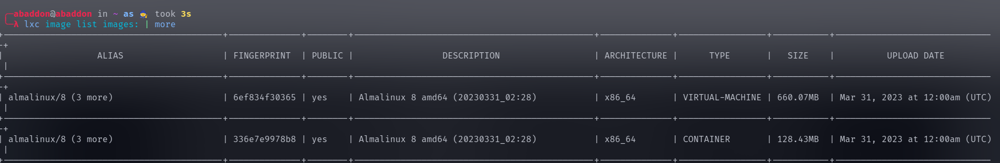 ╭─abaddon@abaddon in ~ as 🧙 took 3s
╰─λ lxc image list images: | more
+------------------------------------------+--------------+--------+----------------------------------------------+--------------+-----------------+-----------+------------------------------
-+
|                 ALIAS                   | FINGERPRINT  | PUBLIC |                 DESCRIPTION                  | ARCHITECTURE |      TYPE       |   SIZE    |          UPLOAD DATE
 |
+------------------------------------------+--------------+--------+----------------------------------------------+--------------+-----------------+-----------+------------------------------
-+
| almalinux/8 (3 more)                     | 6ef834f30365 | yes    | Almalinux 8 amd64 (20230331_02:28)           | x86_64       | VIRTUAL-MACHINE | 660.07MB  | Mar 31, 2023 at 12:00am (UTC)
 |
+------------------------------------------+--------------+--------+----------------------------------------------+--------------+-----------------+-----------+------------------------------
-+
| almalinux/8 (3 more)                     | 336e7e9978b8 | yes    | Almalinux 8 amd64 (20230331_02:28)           | x86_64       | CONTAINER       | 128.43MB  | Mar 31, 2023 at 12:00am (UTC)
 |
+------------------------------------------+--------------+--------+----------------------------------------------+--------------+-----------------+-----------+------------------------------